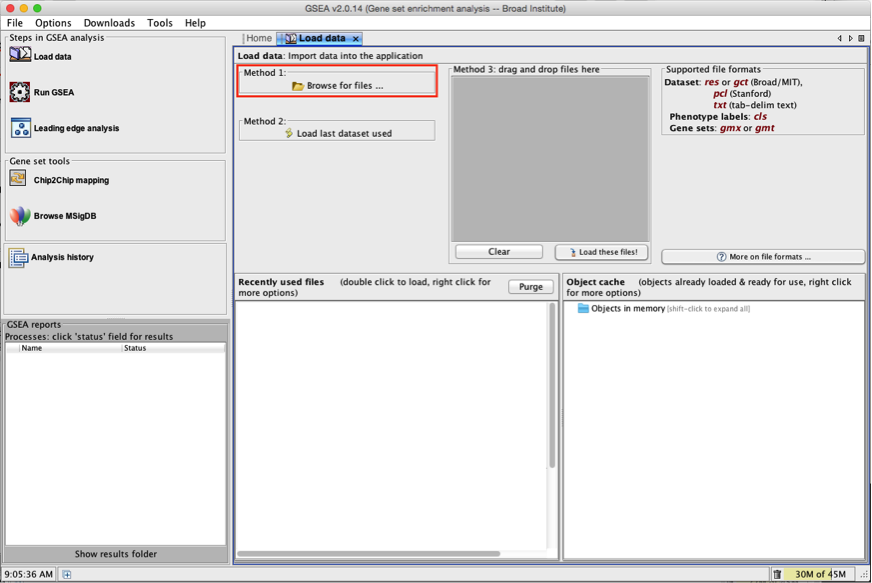 GSEA v2.0.14 (Gene set enrichment analysis -- Broad Institute)
File Options Downloads Tools Help
Steps in GSEA analysis
Load data
Run GSEA
Leading edge analysis
Gene set tools
Chip2Chip mapping
Browse MSigDB
Analysis history
GSEA reports
Processes: click 'status' field for results
Name Status
Show results folder
Home Load data x
Load data: Import data into the application
Method 1:
Browse for files ...
Method 2:
Load last dataset used
Method 3: drag and drop files here
Clear Load these files!
Supported file formats
Dataset: res or gct (Broad/MIT),
pcl (Stanford)
txt (tab-delim text)
Phenotype labels: cls
Gene sets: gmx or gmt
? More on file formats ...
Recently used files (double click to load, right click for
more options)
Purge
Object cache (objects already loaded & ready for use, right click
for more options)
Objects in memory [shift-click to expand all]
9:05:36 AM
30M of 45M